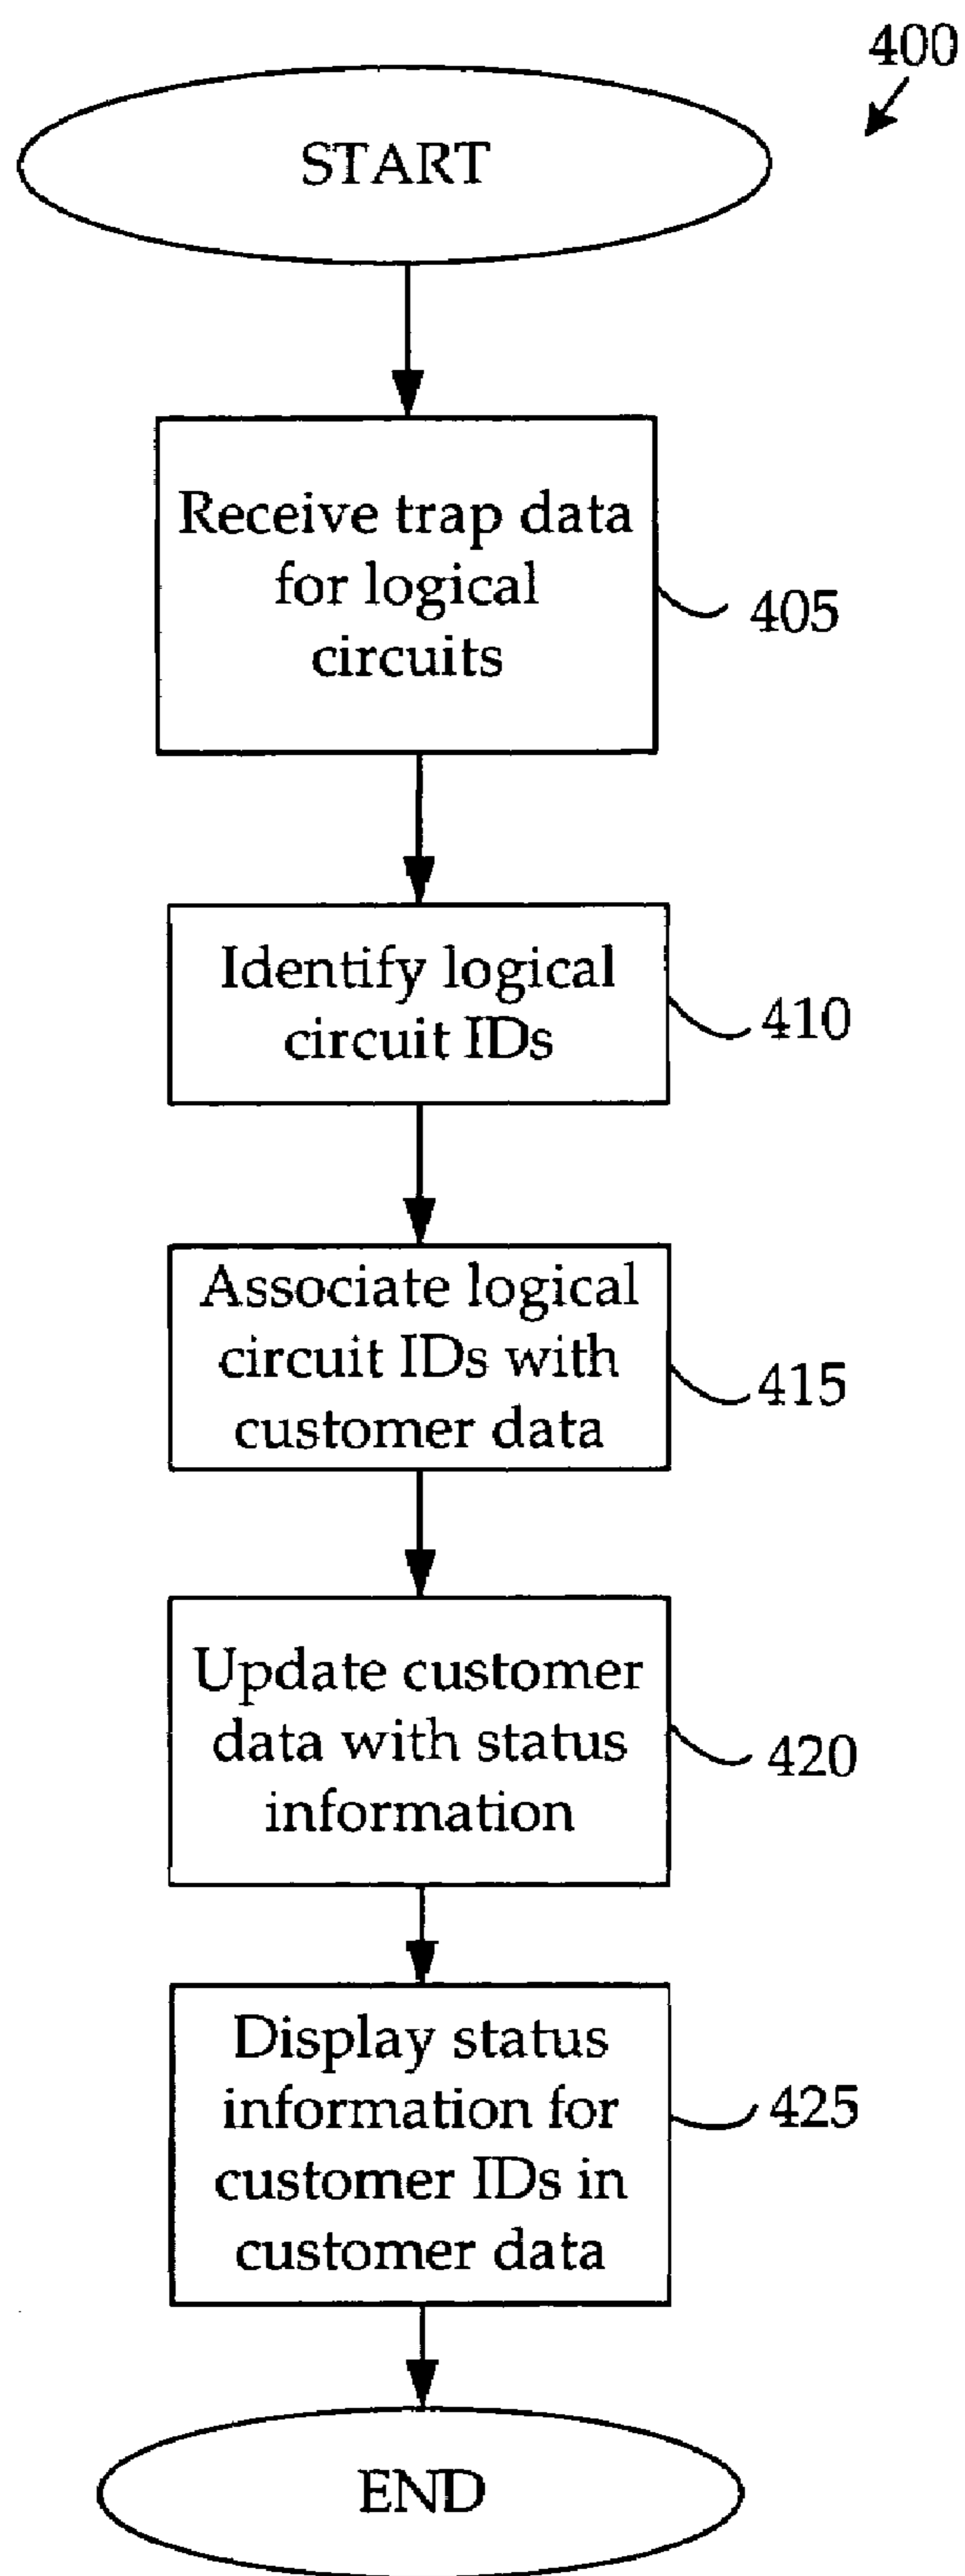 400
START
Receive trap data
for logical
circuits
405
Identify logical
circuit IDs
410
Associate logical
circuit IDs with
customer data
415
Update customer
data with status
information
420
Display status
information for
customer IDs in
customer data
425
END